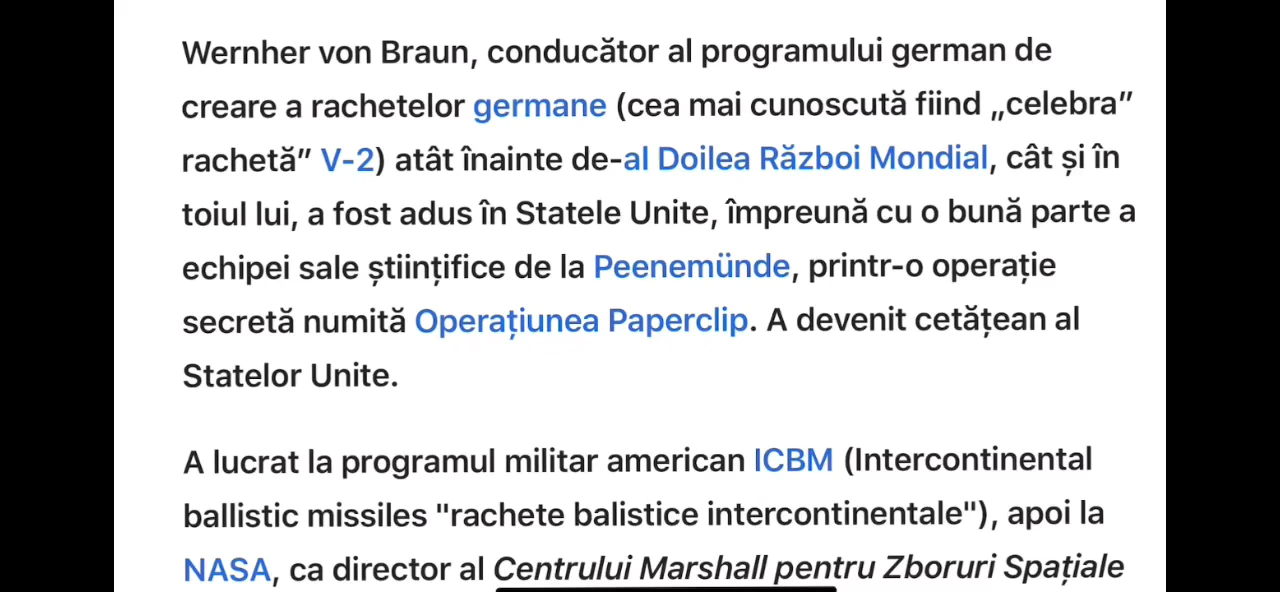 Wernher von Braun, conducător al programului german de
creare a rachetelor germane (cea mai cunoscută fiind „celebra”
rachetă” V-2) atât înainte de-al Doilea Război Mondial, cât și în
toiul lui, a fost adus în Statele Unite, împreună cu o bună parte a
echipei sale științifice de la Peenemünde, printr-o operație
secretă numită Operațiunea Paperclip. A devenit cetățean al
Statelor Unite.
A lucrat la programul militar american ICBM (Intercontinental
ballistic missiles "rachete balistice intercontinentale"), apoi la
NASA, ca director al Centrului Marshall pentru Zboruri Spațiale